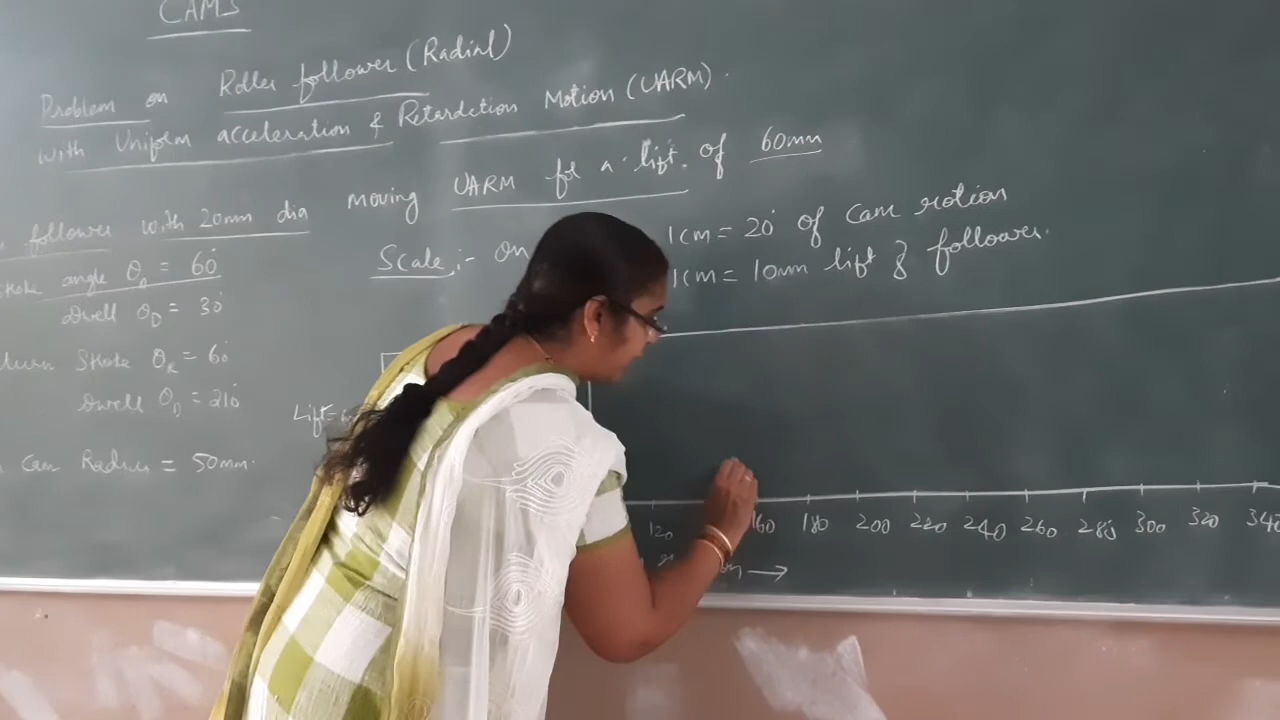 CAMS
Problem on Roller follower (Radial)
with Uniform acceleration & Retardation Motion (UARM).
follower with 20mm dia moving UARM for a lift of 60mm
Stroke angle θo = 60°
Dwell θD = 30°
Return Stroke θR = 60°
Dwell θD = 210°
Cam Radius = 50mm.
Scale:- On
1cm = 20° of Cam rotion
1cm = 10mm lift of follower.
Lift
120 160 180 200 220 240 260 280 300 320 340